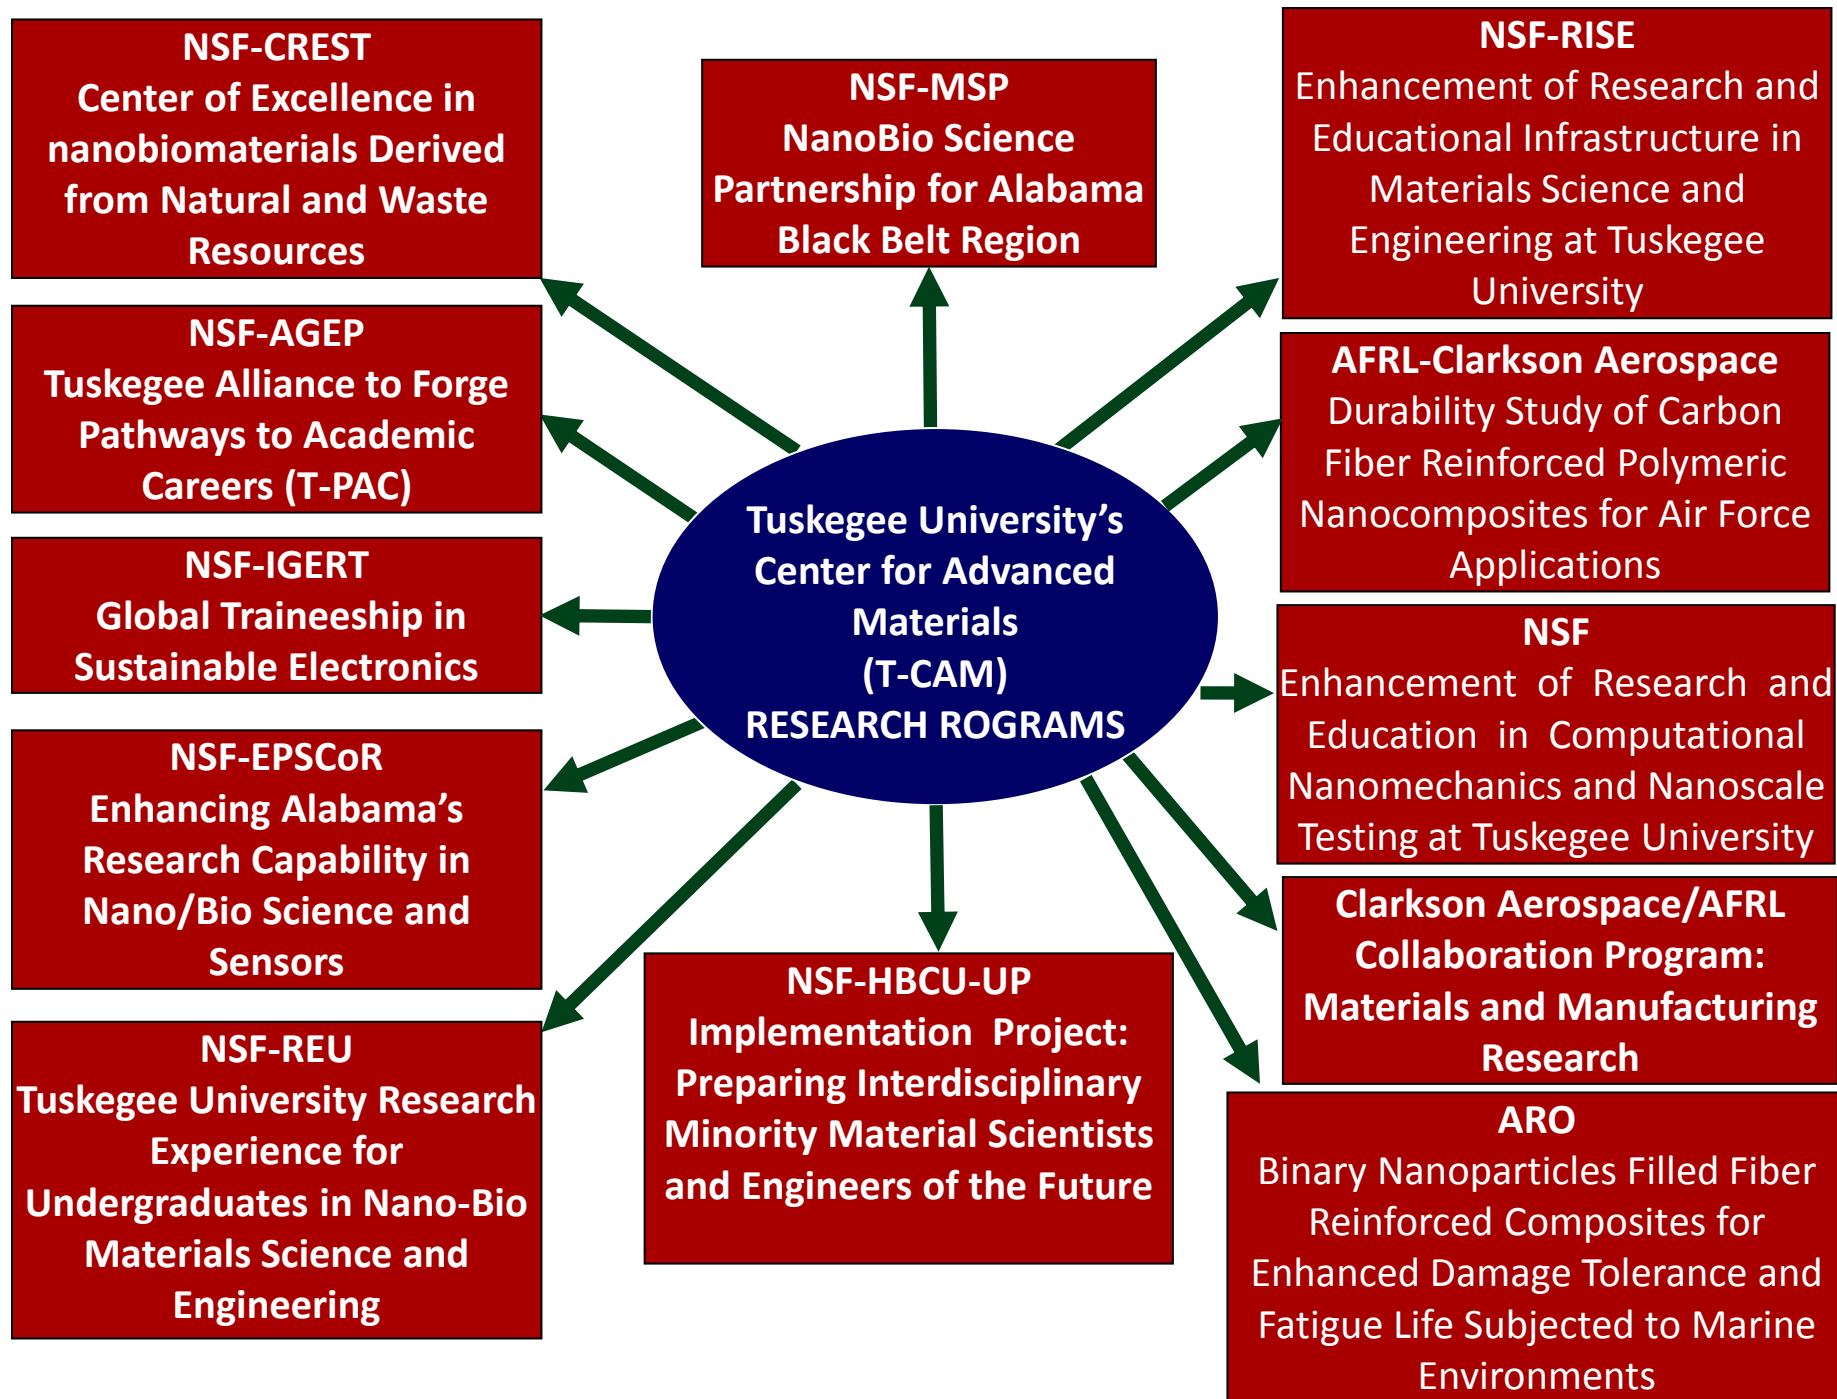 NSF-CREST
Center of Excellence in
nanobiomaterials Derived
from Natural and Waste
Resources
NSF-AGEP
Tuskegee Alliance to Forge
Pathways to Academic
Careers (T-PAC)
NSF-IGERT
Global Traineeship in
Sustainable Electronics
NSF-EPSCoR
Enhancing Alabama’s
Research Capability in
Nano/Bio Science and
Sensors
NSF-REU
Tuskegee University Research
Experience for
Undergraduates in Nano-Bio
Materials Science and
Engineering
NSF-MSP
NanoBio Science
Partnership for Alabama
Black Belt Region
Tuskegee University’s
Center for Advanced
Materials
(T-CAM)
RESEARCH ROGRAMS
NSF-HBCU-UP
Implementation Project:
Preparing Interdisciplinary
Minority Material Scientists
and Engineers of the Future
NSF-RISE
Enhancement of Research and
Educational Infrastructure in
Materials Science and
Engineering at Tuskegee
University
AFRL-Clarkson Aerospace
Durability Study of Carbon
Fiber Reinforced Polymeric
Nanocomposites for Air Force
Applications
NSF
Enhancement of Research and
Education in Computational
Nanomechanics and Nanoscale
Testing at Tuskegee University
Clarkson Aerospace/AFRL
Collaboration Program:
Materials and Manufacturing
Research
ARO
Binary Nanoparticles Filled Fiber
Reinforced Composites for
Enhanced Damage Tolerance and
Fatigue Life Subjected to Marine
Environments